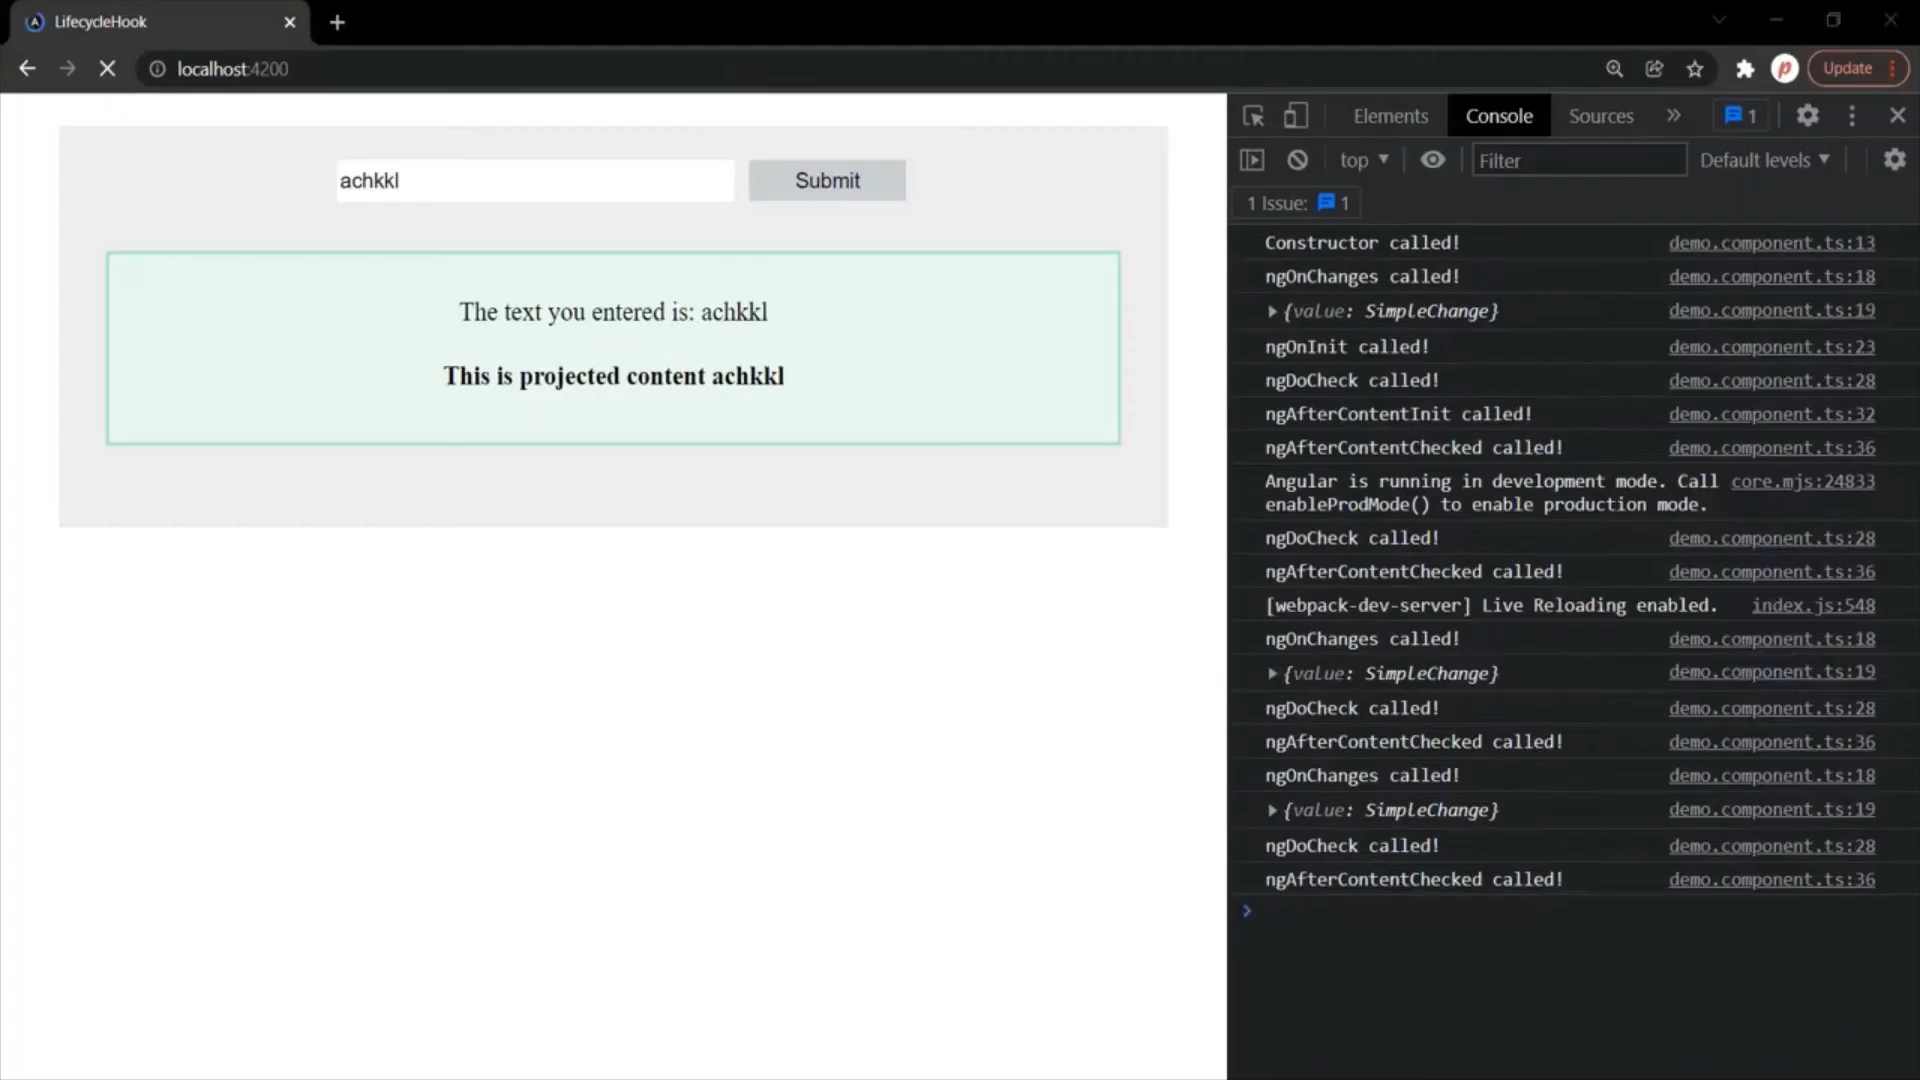 LifecycleHook
localhost:4200
Update
achkkl
Submit
The text you entered is: achkkl
This is projected content achkkl
Elements
Console
Sources
1
top
Filter
Default levels
1 Issue: 1
Constructor called! demo.component.ts:13
ngOnChanges called! demo.component.ts:18
{value: SimpleChange} demo.component.ts:19
ngOnInit called! demo.component.ts:23
ngDoCheck called! demo.component.ts:28
ngAfterContentInit called! demo.component.ts:32
ngAfterContentChecked called! demo.component.ts:36
Angular is running in development mode. Call core.mjs:24833
enableProdMode() to enable production mode.
ngDoCheck called! demo.component.ts:28
ngAfterContentChecked called! demo.component.ts:36
[webpack-dev-server] Live Reloading enabled. index.js:548
ngOnChanges called! demo.component.ts:18
{value: SimpleChange} demo.component.ts:19
ngDoCheck called! demo.component.ts:28
ngAfterContentChecked called! demo.component.ts:36
ngOnChanges called! demo.component.ts:18
{value: SimpleChange} demo.component.ts:19
ngDoCheck called! demo.component.ts:28
ngAfterContentChecked called! demo.component.ts:36